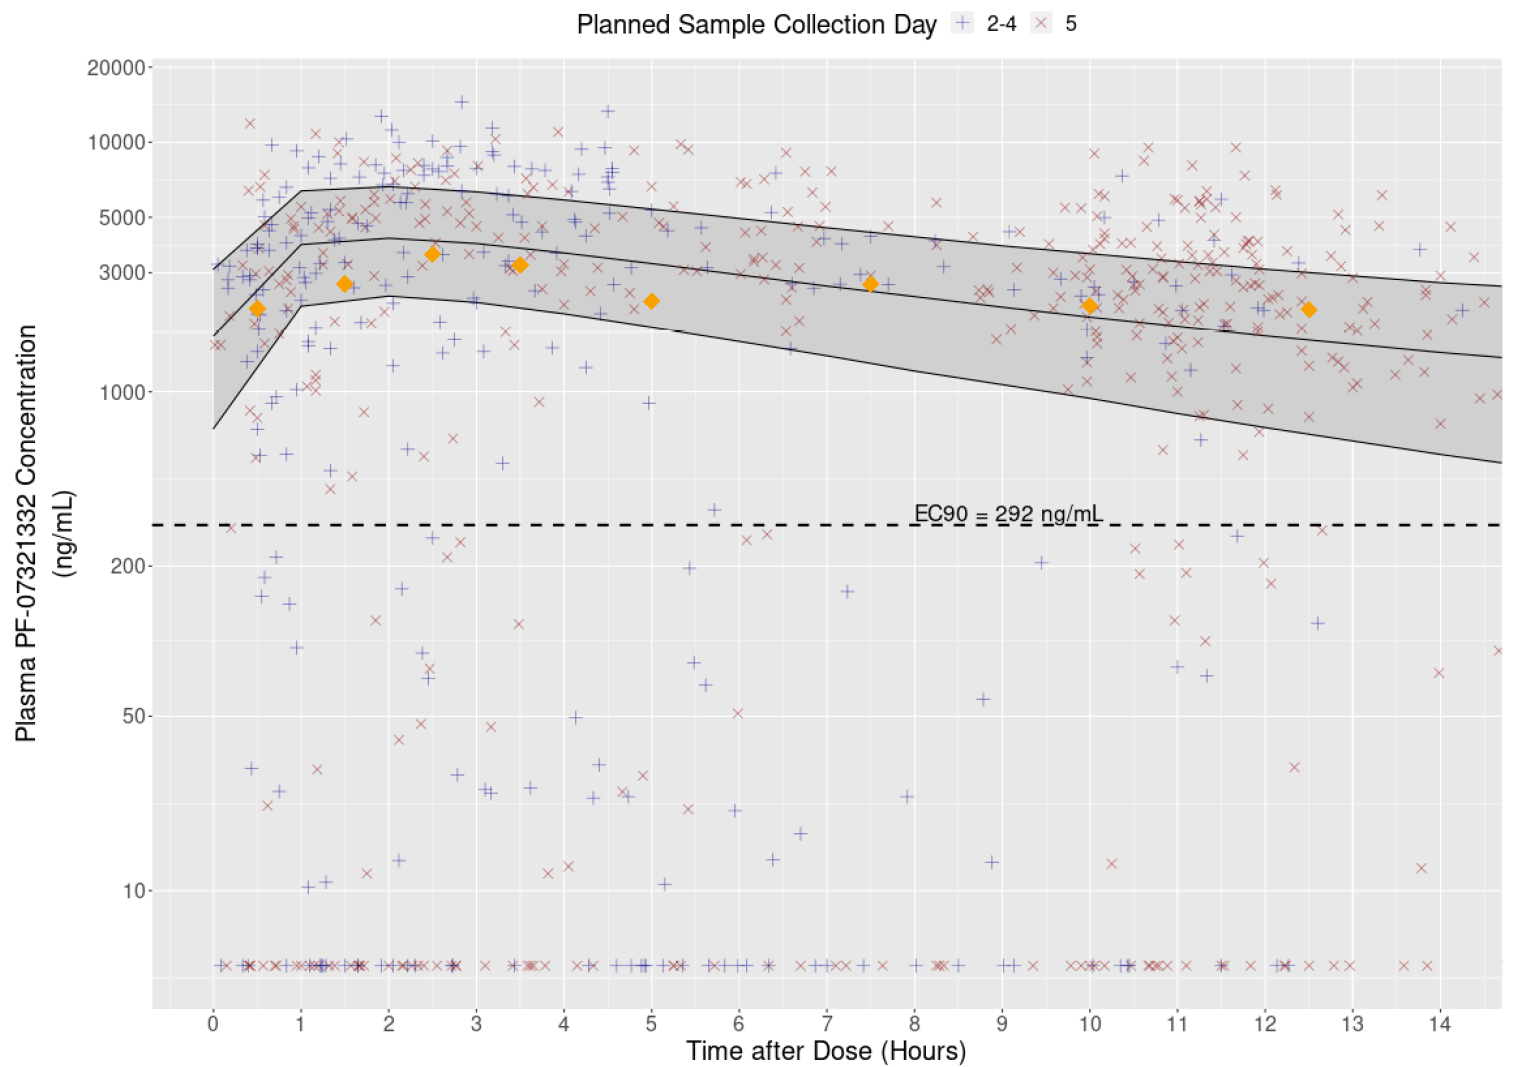 Planned Sample Collection Day 2-4 5
20000
10000
5000
3000
1000
200
50
10
Plasma PF-07321332 Concentration
(ng/mL)
EC90 = 292 ng/mL
0 1 2 3 4 5 6 7 8 9 10 11 12 13 14
Time after Dose (Hours)